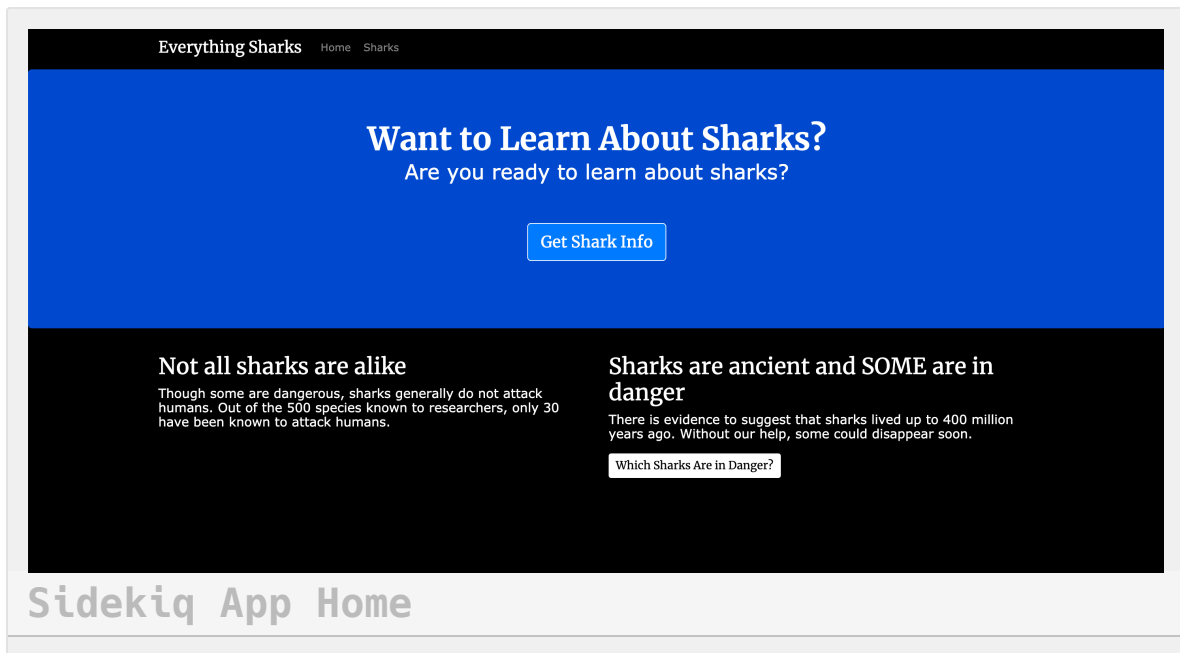 Everything Sharks Home Sharks
Want to Learn About Sharks?
Are you ready to learn about sharks?
Get Shark Info
Not all sharks are alike
Though some are dangerous, sharks generally do not attack
humans. Out of the 500 species known to researchers, only 30
have been known to attack humans.
Sharks are ancient and SOME are in
danger
There is evidence to suggest that sharks lived up to 400 million
years ago. Without our help, some could disappear soon.
Which Sharks Are in Danger?
Sidekiq App Home